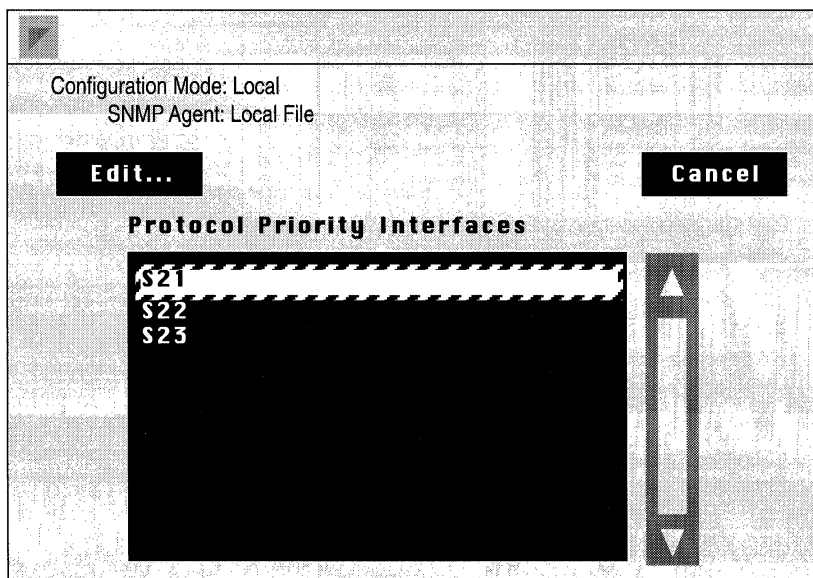 Configuration Mode: Local
SNMP Agent: Local File
Edit...
Cancel
Protocol Priority Interfaces
S21
S22
S23